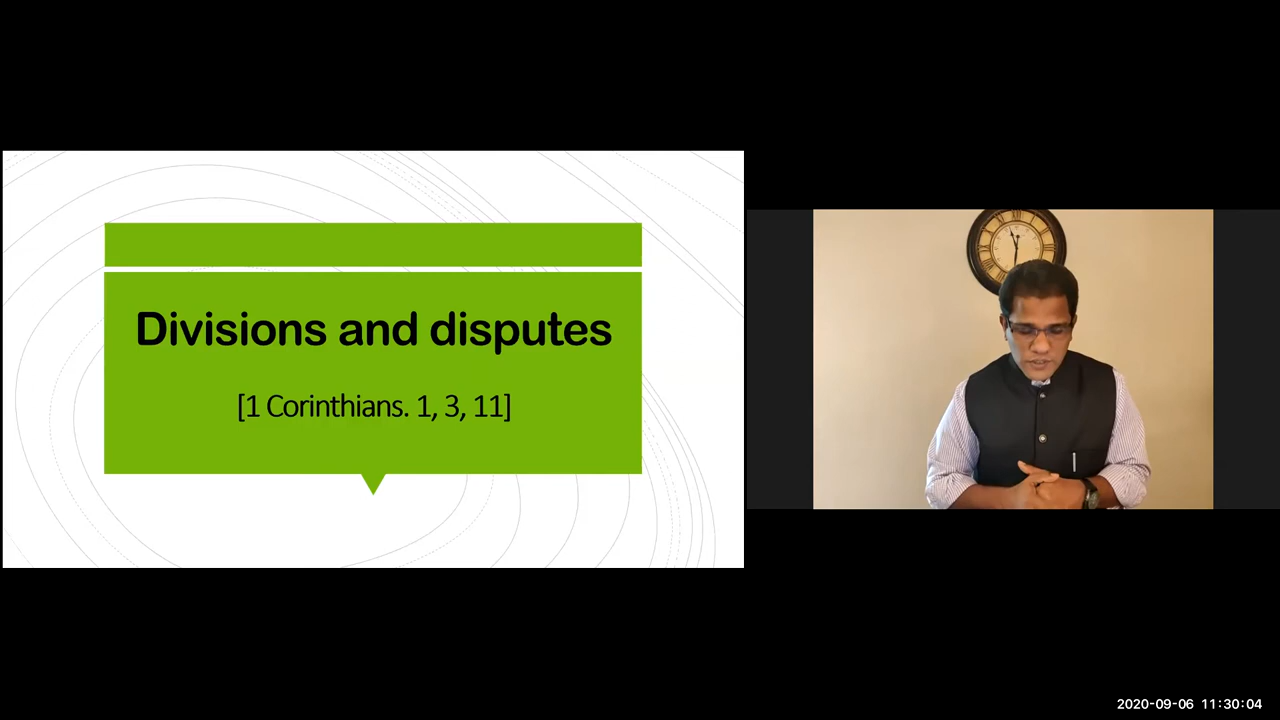 Divisions and disputes
[1 Corinthians. 1, 3, 11]
2020-09-06 11:30:04